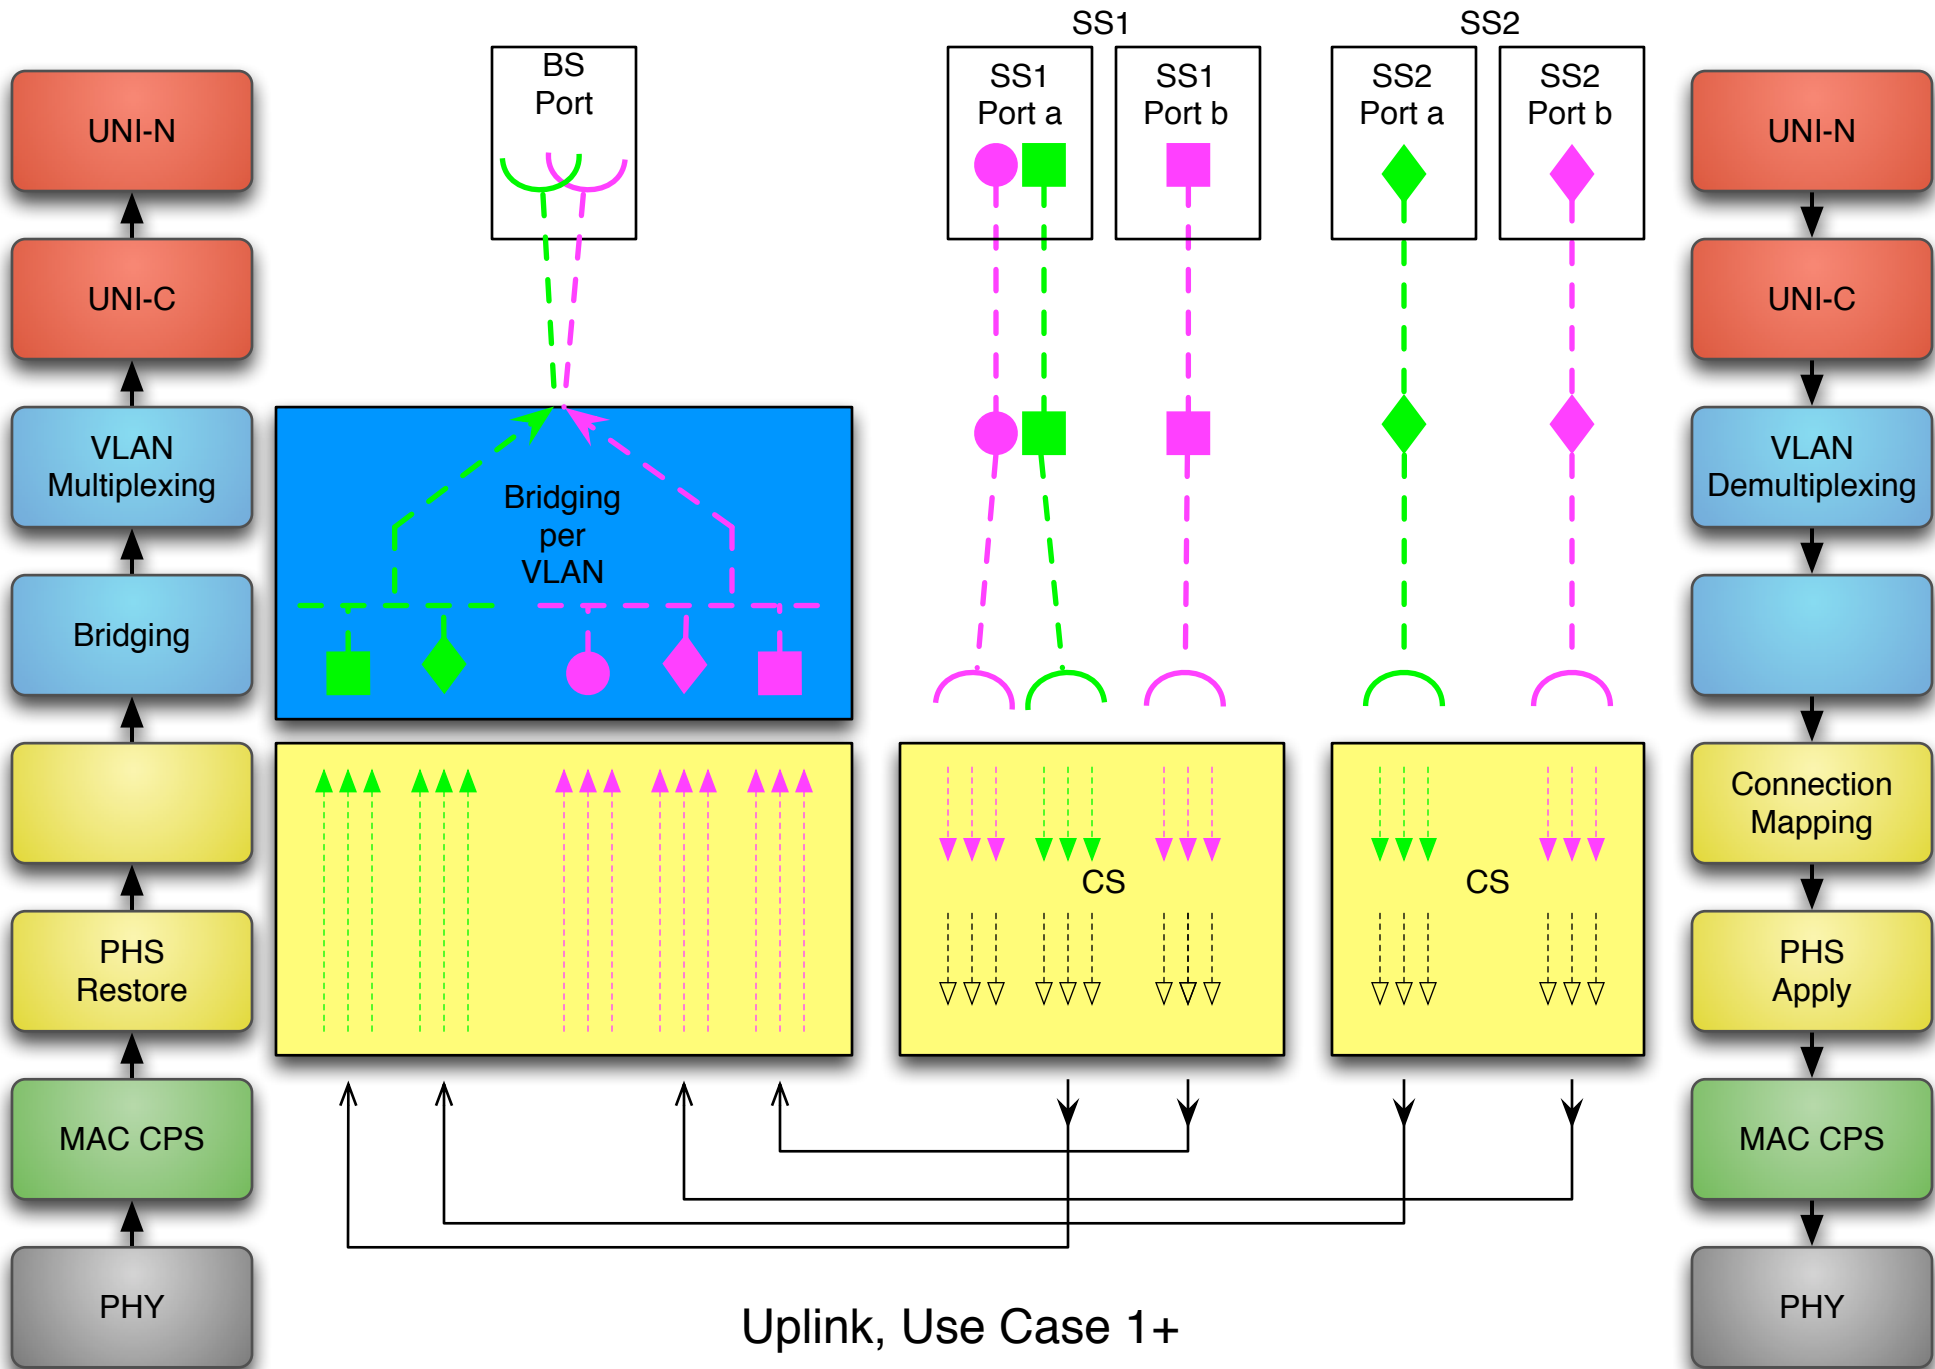 SS1
SS2
BS
Port
SS1
Port a
SS1
Port b
SS2
Port a
SS2
Port b
UNI-N
UNI-C
VLAN
Multiplexing
Bridging
PHS
Restore
MAC CPS
PHY
Bridging
per
VLAN
CS
CS
UNI-N
UNI-C
VLAN
Demultiplexing
Connection
Mapping
PHS
Apply
MAC CPS
PHY
Uplink, Use Case 1+